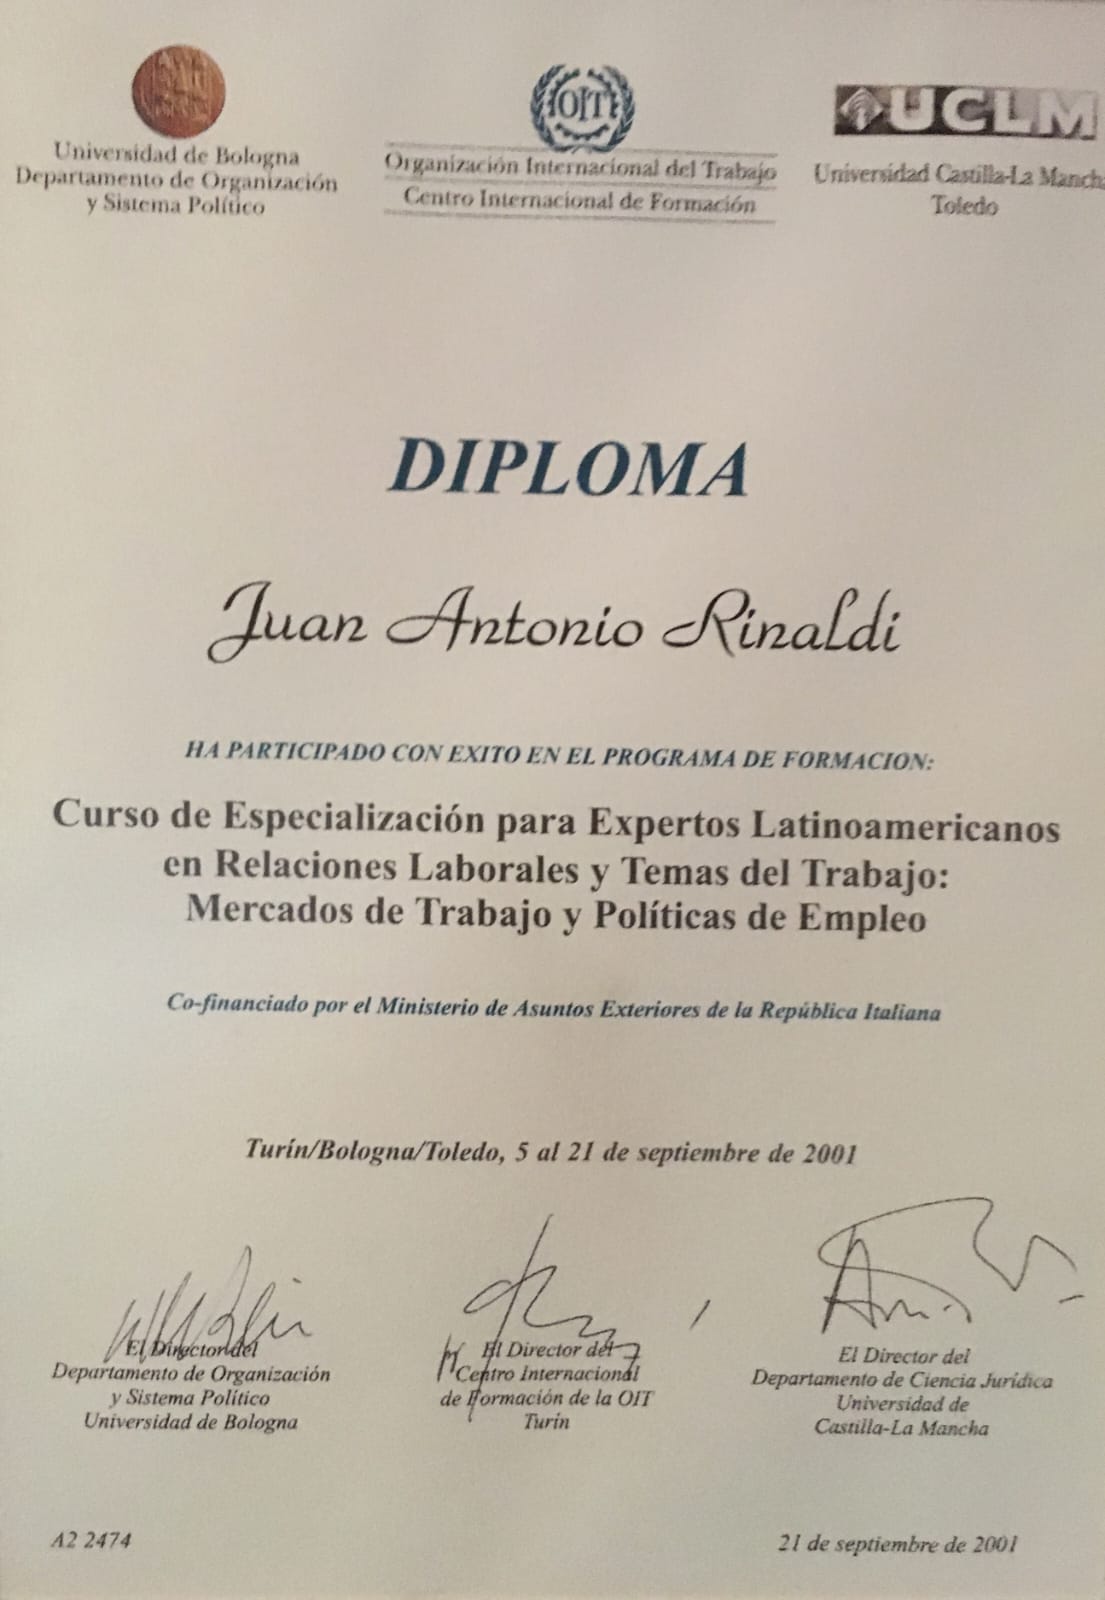 Universidad de Bologna
Departamento de Organización
y Sistema Político
OIT
Organización Internacional del Trabajo
Centro Internacional de Formación
UCLM
Universidad Castilla-La Mancha
Toledo
DIPLOMA
Juan Antonio Rinaldi
HA PARTICIPADO CON EXITO EN EL PROGRAMA DE FORMACION:
Curso de Especialización para Expertos Latinoamericanos
en Relaciones Laborales y Temas del Trabajo:
Mercados de Trabajo y Políticas de Empleo
Co-financiado por el Ministerio de Asuntos Exteriores de la República Italiana
Turín/Bologna/Toledo, 5 al 21 de septiembre de 2001
El Director del
Departamento de Organización
y Sistema Político
Universidad de Bologna
El Director del
Centro Internacional
de Formación de la OIT
Turín
El Director del
Departamento de Ciencia Jurídica
Universidad de
Castilla-La Mancha
A2 2474
21 de septiembre de 2001